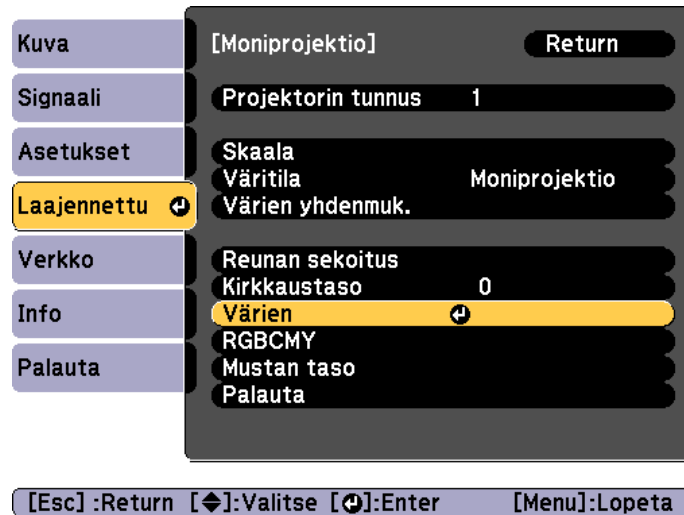 Kuva
Signaali
Asetukset
Laajennettu
Verkko
Info
Palauta
[Moniprojektio] Return
Projektorin tunnus 1
Skaala
Väritila Moniprojektio
Värien yhdenmuk.
Reunan sekoitus
Kirkkaustaso 0
Värien
RGBCMY
Mustan taso
Palauta
[Esc] :Return [◆]:Valitse [⏎]:Enter [Menu]:Lopeta